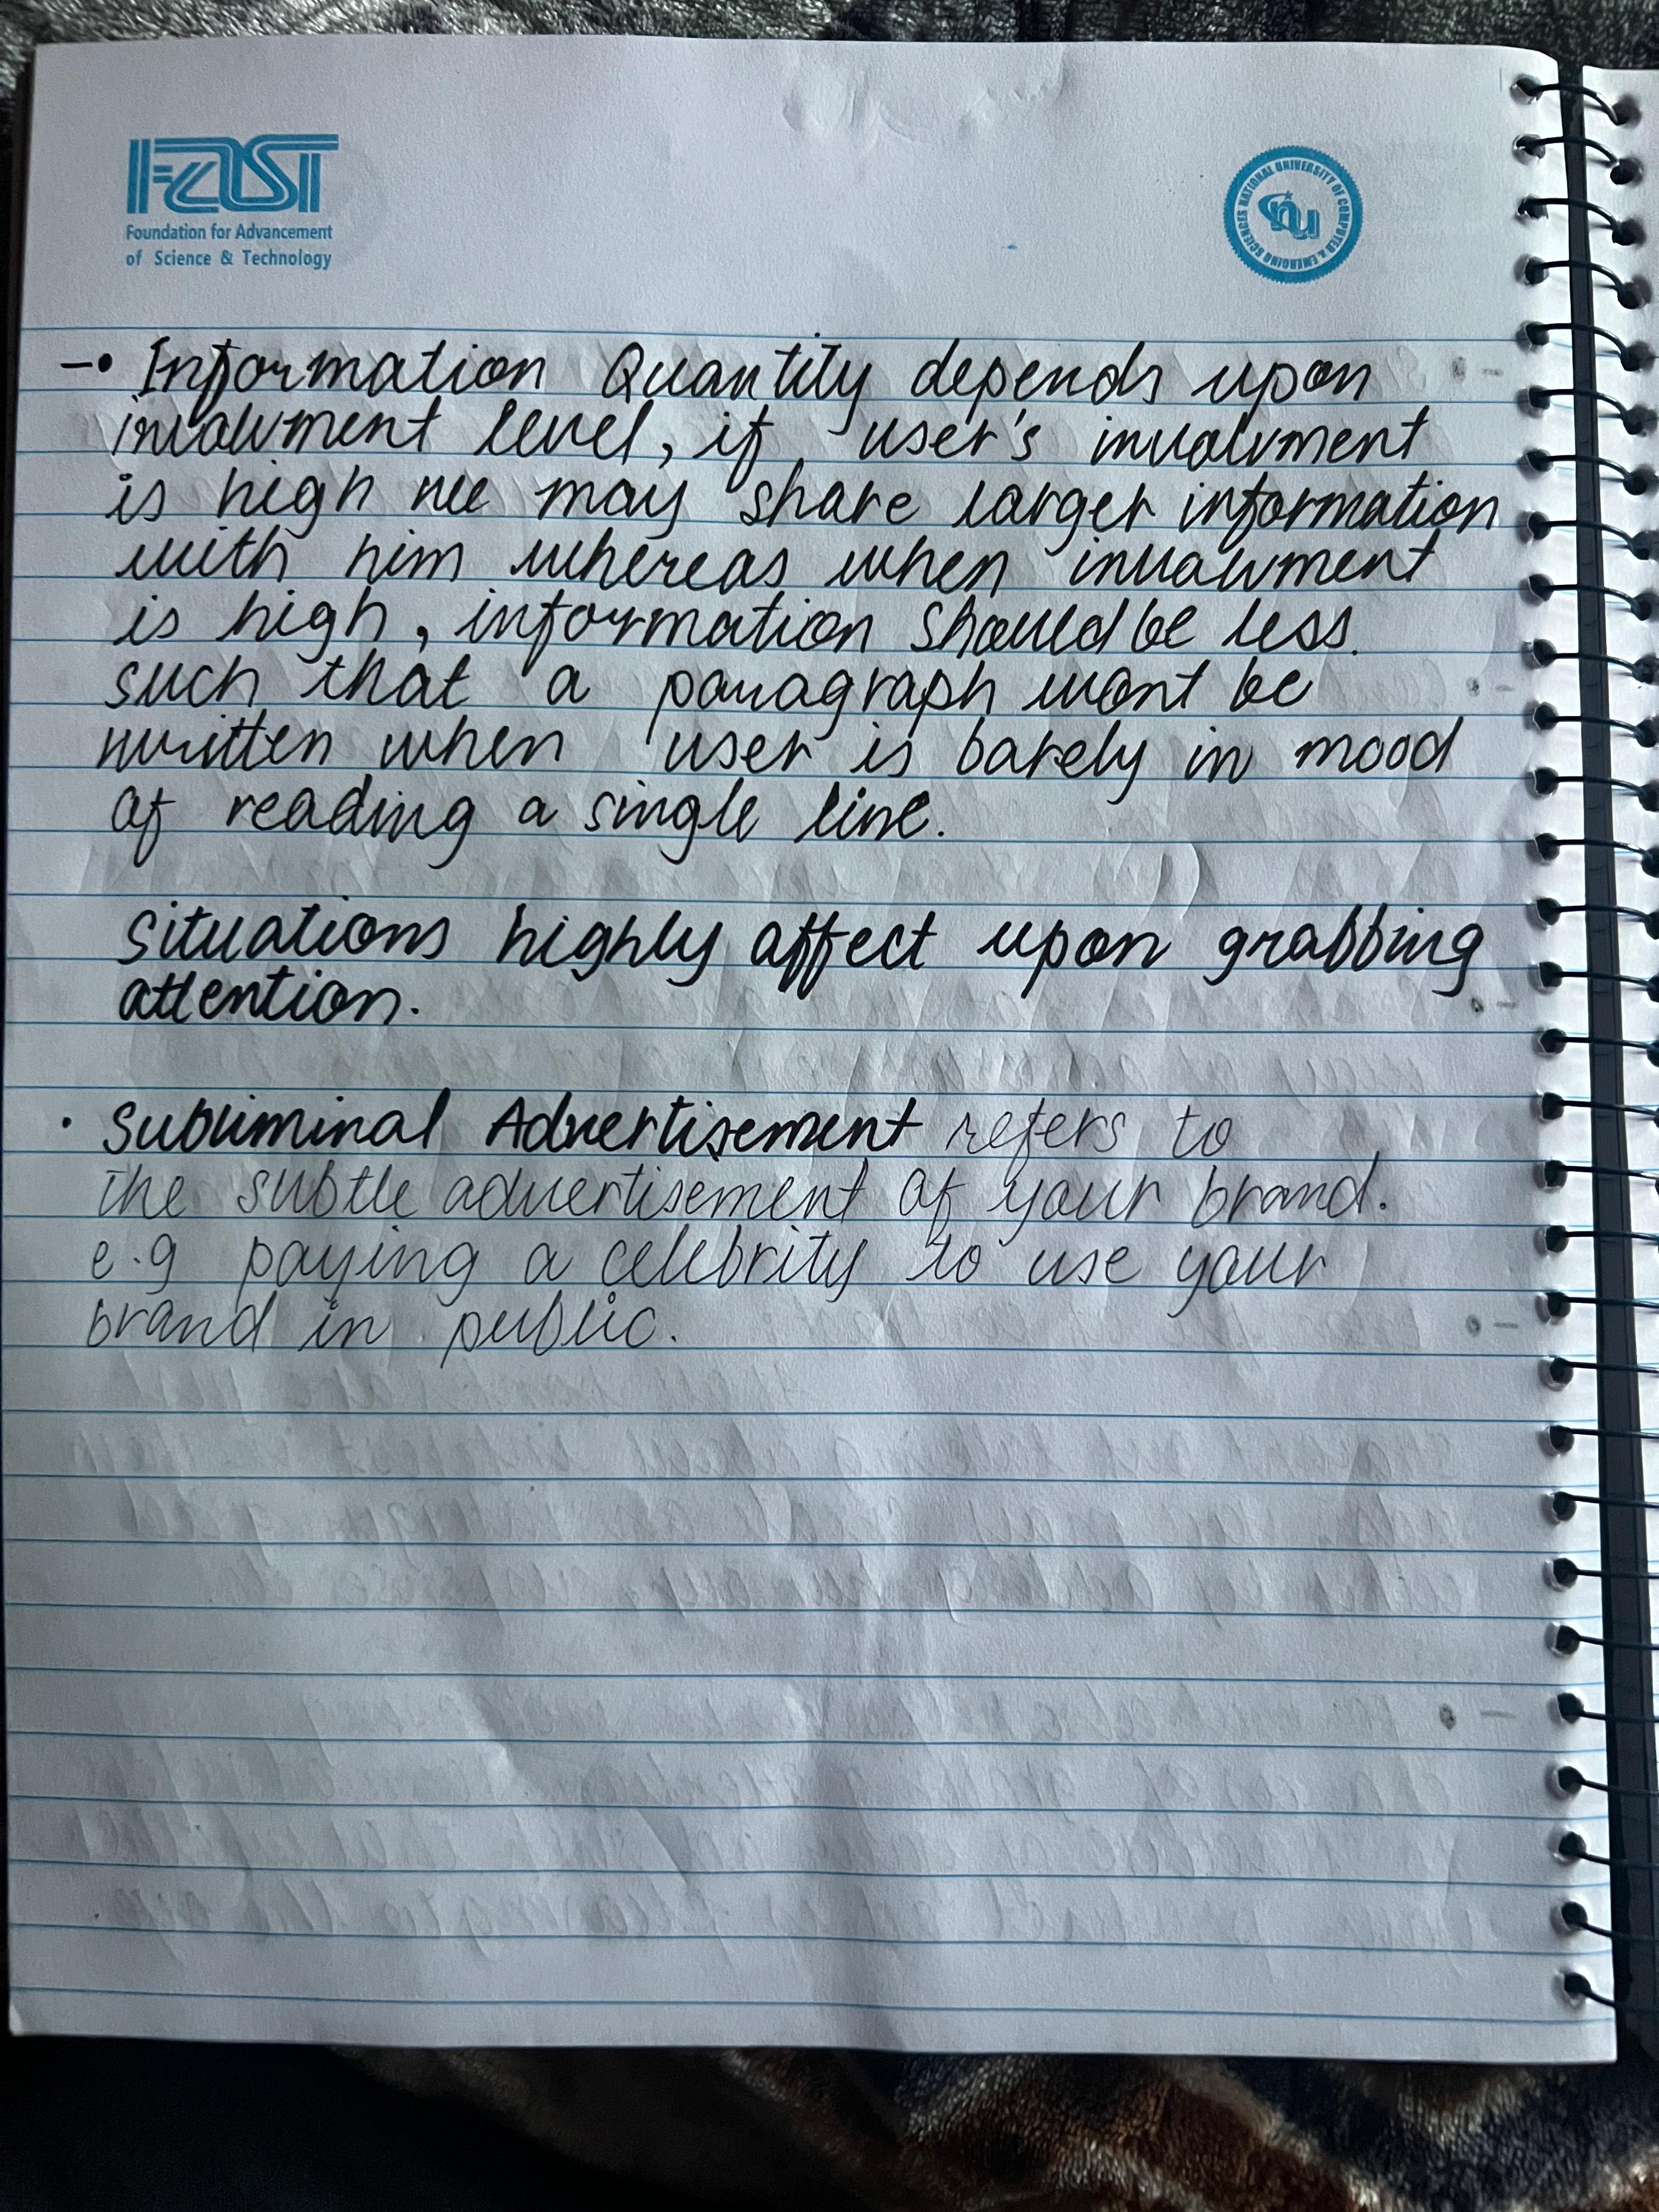 FAST
Foundation for Advancement
of Science & Technology
NATIONAL UNIVERSITY OF COMPUTER & EMERGING SCIENCES
nu
-• Information Quantity depends upon
involvment level, if user's involvment
is high we may share larger information
with him whereas when involvment
is high, information should be less.
such that a paragraph wont be
written when user is barely in mood
of reading a single line.
Situations highly affect upon grabbing
attention.
• Subliminal Advertisement refers to
the subtle advertisement of your brand.
e.g paying a celebrity to use your
brand in public.